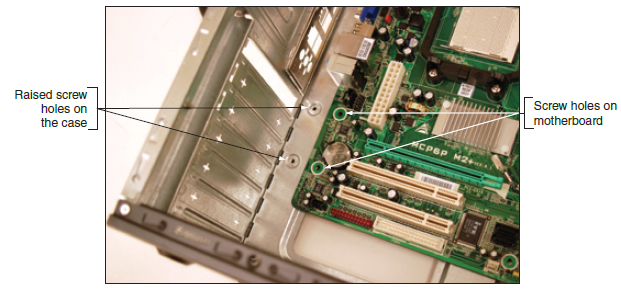 Raised screw
holes on
the case
Screw holes on
motherboard
MCP6P M2+